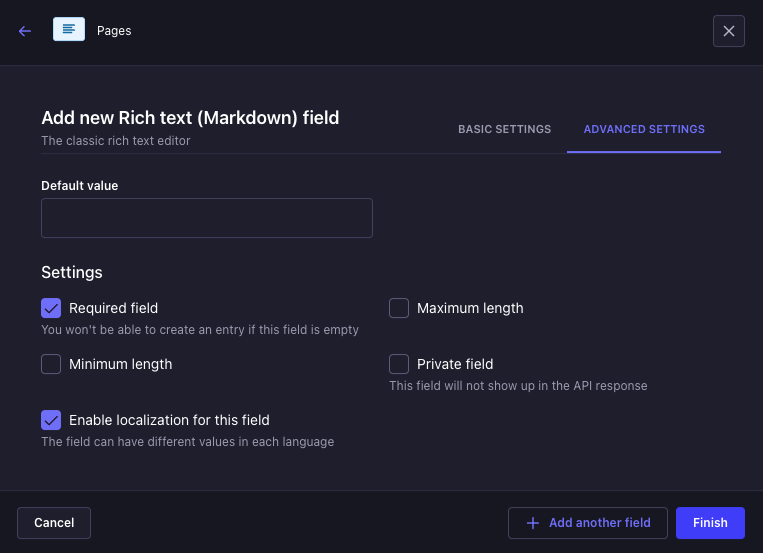 Pages
Add new Rich text (Markdown) field
The classic rich text editor
BASIC SETTINGS
ADVANCED SETTINGS
Default value
Settings
Required field
You won't be able to create an entry if this field is empty
Maximum length
Minimum length
Private field
This field will not show up in the API response
Enable localization for this field
The field can have different values in each language
Cancel
Add another field
Finish